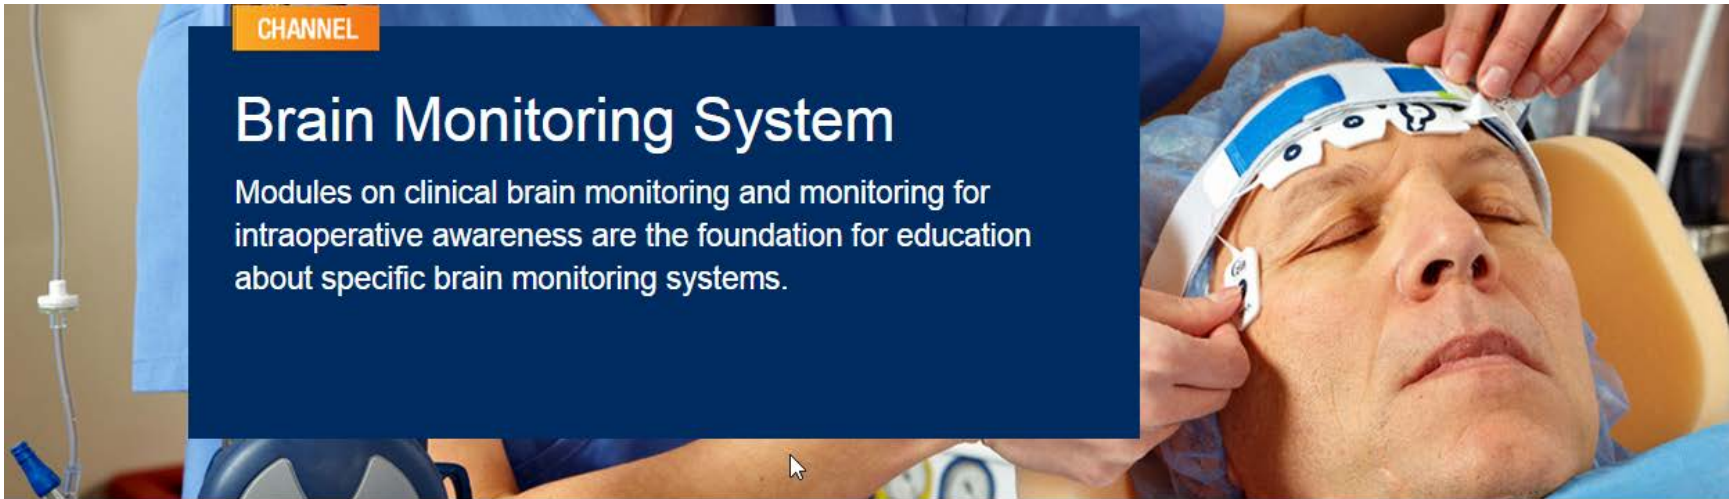 CHANNEL
Brain Monitoring System
Modules on clinical brain monitoring and monitoring for
intraoperative awareness are the foundation for education
about specific brain monitoring systems.